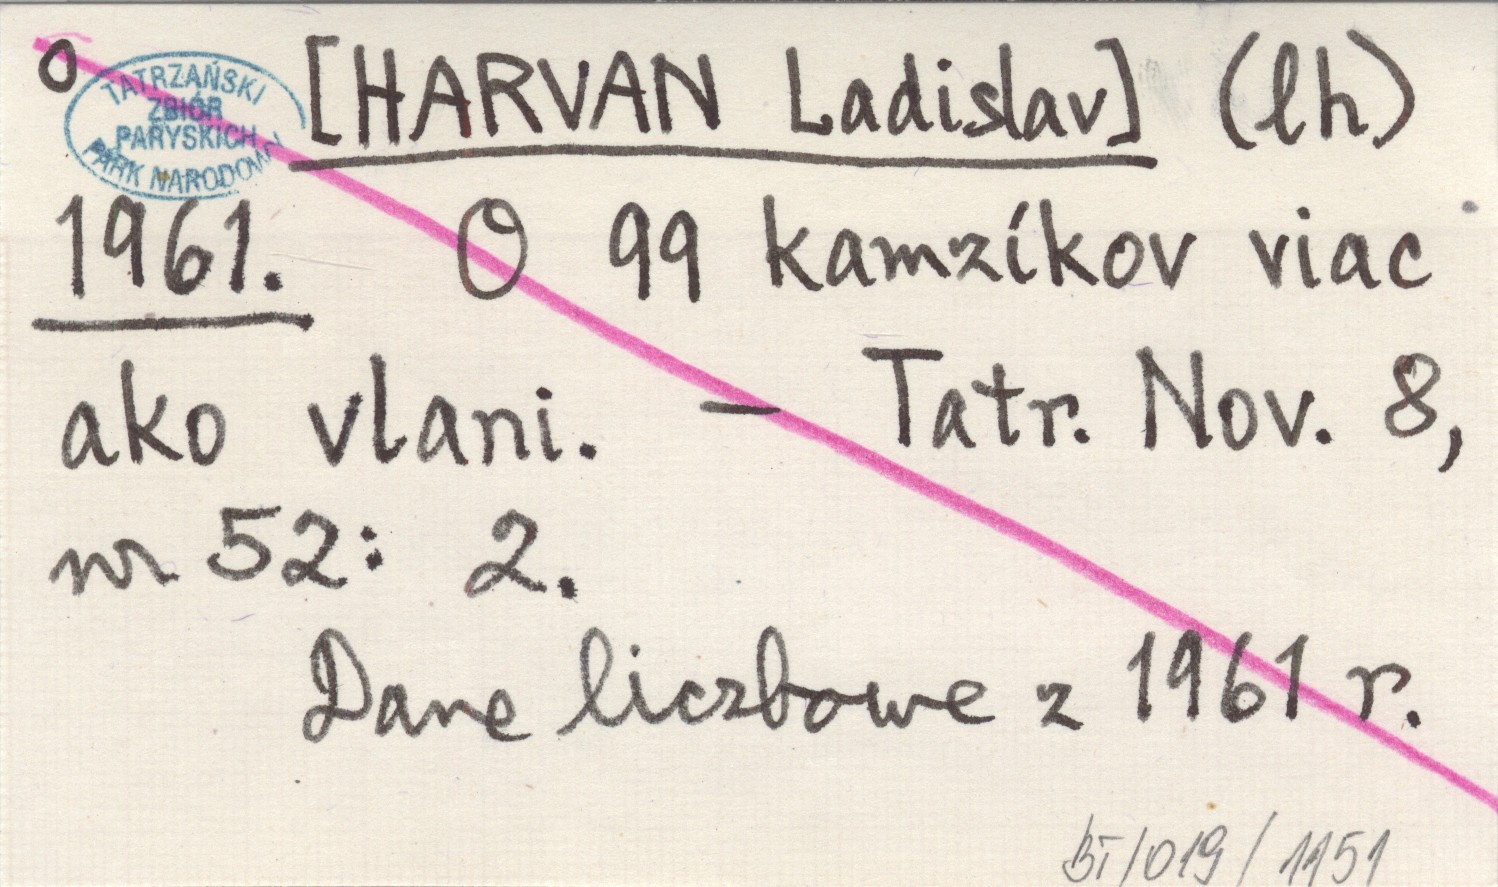 o [HARVAN Ladislav] (lh)
TATRZAŃSKI
ZBIÓR
PARYSKICH
PARK NARODOWY
1961. O 99 kamzíkov viac
ako vlani. — Tatr. Nov. 8,
nr 52: 2.
Dane liczbowe z 1961 r.
BT/019/1151